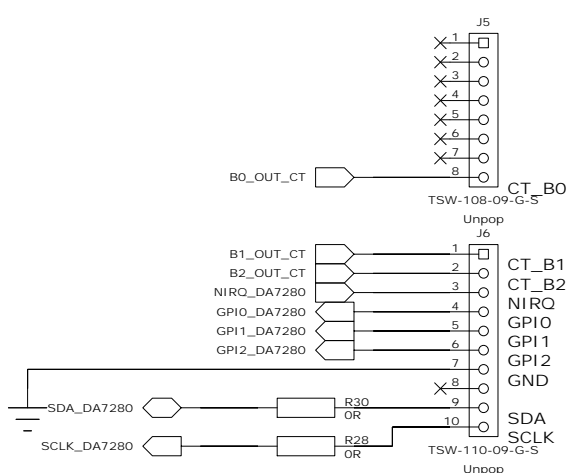 J5
1
2
3
4
5
6
7
B0_OUT_CT 8
CT_B0
TSW-108-09-G-S
Unpop
J6
B1_OUT_CT 1
CT_B1
B2_OUT_CT 2
CT_B2
NIRQ_DA7280 3
NIRQ
GPI0_DA7280 4
GPI0
GPI1_DA7280 5
GPI1
GPI2_DA7280 6
GPI2
7
GND
8
SDA_DA7280 R30 9
0R
SDA
SCLK_DA7280 R28 10
0R
SCLK
TSW-110-09-G-S
Unpop